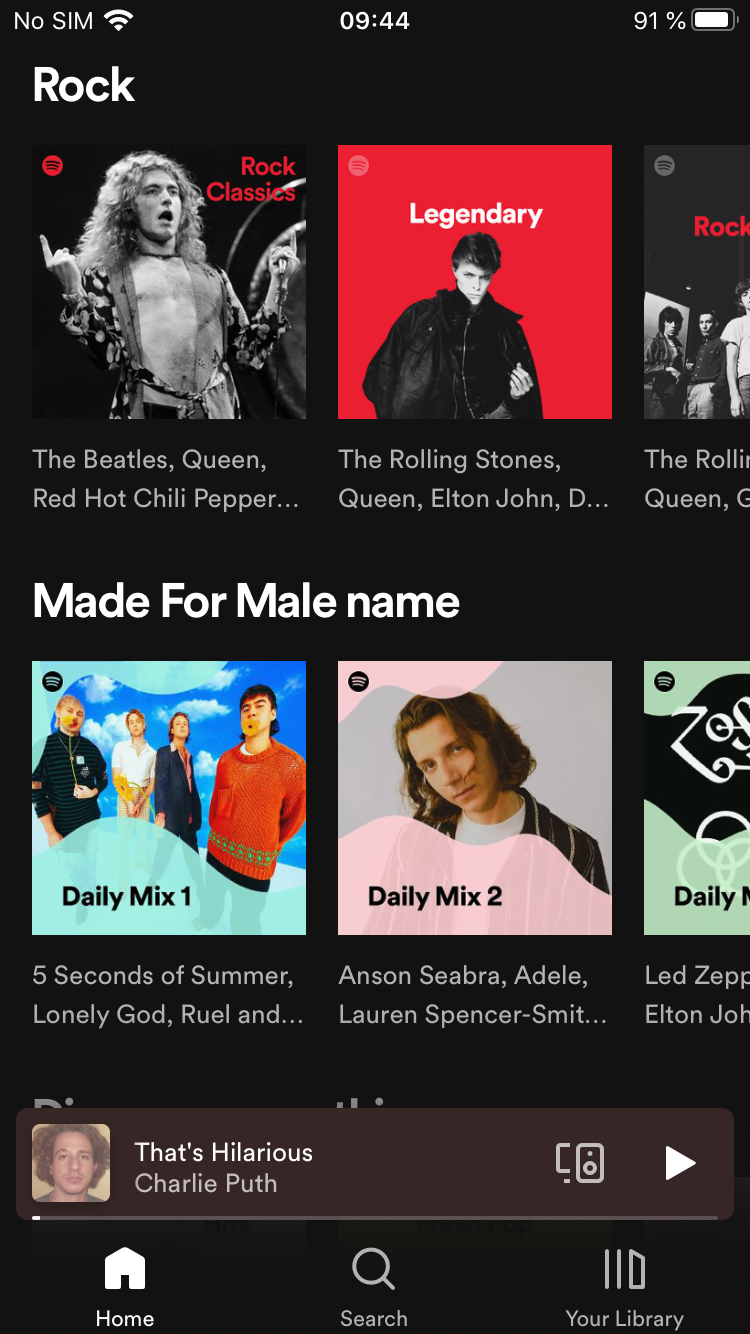 No SIM 09:44 91 %
Rock
Rock
Classics
Legendary
Rock
The Beatles, Queen,
Red Hot Chili Pepper...
The Rolling Stones,
Queen, Elton John, D...
The Rollin
Queen, G
Made For Male name
Daily Mix 1
Daily Mix 2
Daily M
5 Seconds of Summer,
Lonely God, Ruel and...
Anson Seabra, Adele,
Lauren Spencer-Smit...
Led Zepp
Elton Joh
That's Hilarious
Charlie Puth
Hits
Fresh Pop
Home
Search
Your Library